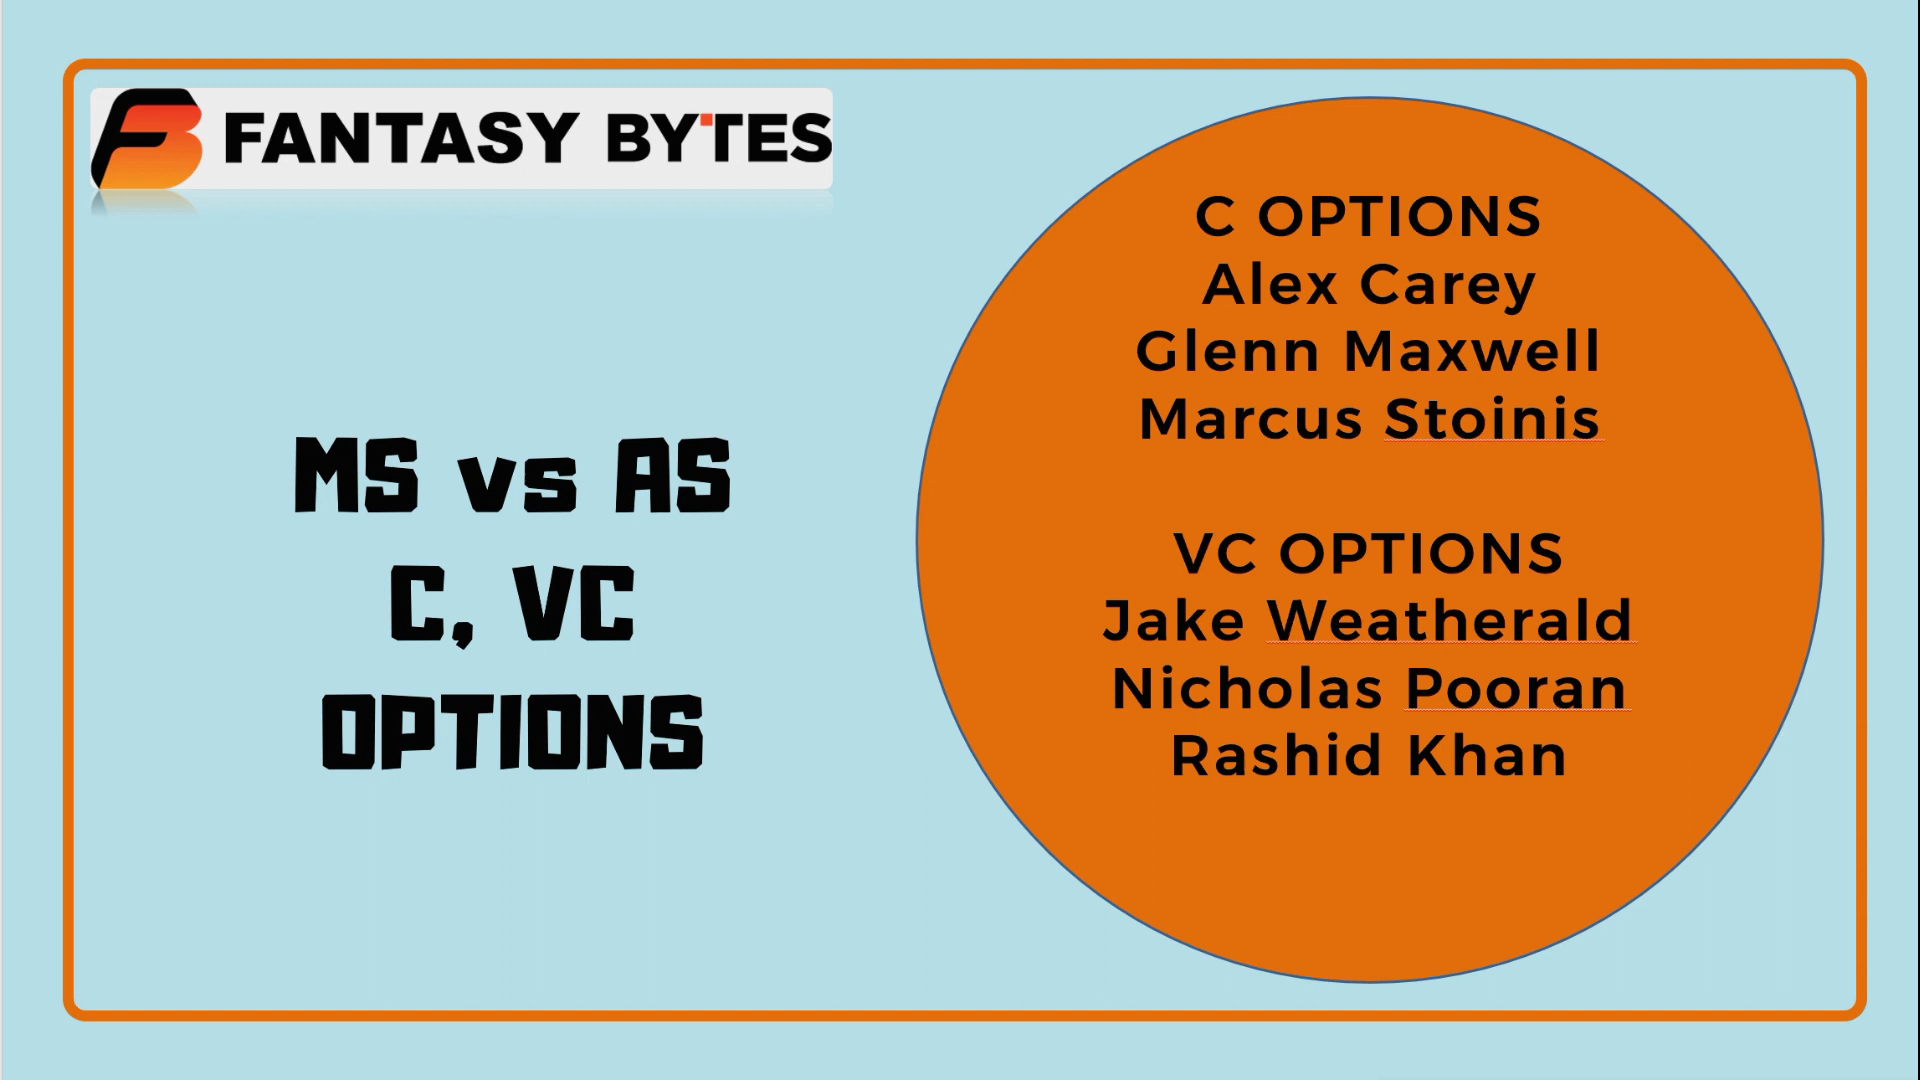 FANTASY BYTES
MS vs AS
C, VC
OPTIONS
C OPTIONS
Alex Carey
Glenn Maxwell
Marcus Stoinis
VC OPTIONS
Jake Weatherald
Nicholas Pooran
Rashid Khan